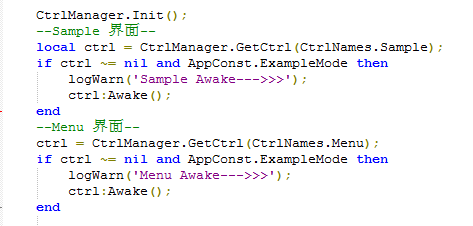 CtrlManager.Init();
--Sample 界面--
local ctrl = CtrlManager.GetCtrl(CtrlNames.Sample);
if ctrl ~= nil and AppConst.ExampleMode then
    logWarn('Sample Awake--->>>');
    ctrl:Awake();
end
--Menu 界面--
ctrl = CtrlManager.GetCtrl(CtrlNames.Menu);
if ctrl ~= nil and AppConst.ExampleMode then
    logWarn('Menu Awake--->>>');
    ctrl:Awake();
end